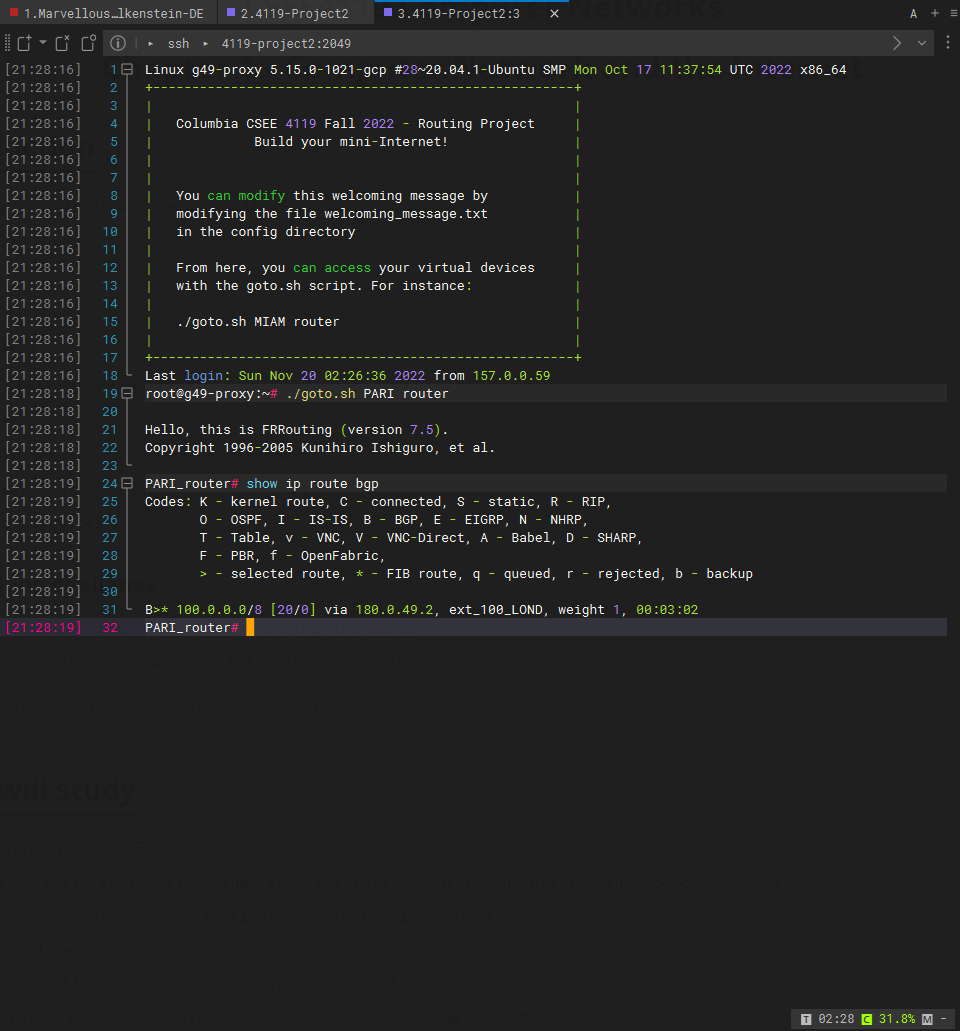 1.Marvellous…lkenstein-DE 2.4119-Project2 3.4119-Project2:3 A
ssh 4119-project2:2049
[21:28:16] 1 Linux g49-proxy 5.15.0-1021-gcp #28~20.04.1-Ubuntu SMP Mon Oct 17 11:37:54 UTC 2022 x86_64
[21:28:16] 2 +------------------------------------------------------+
[21:28:16] 3 | |
[21:28:16] 4 | Columbia CSEE 4119 Fall 2022 - Routing Project |
[21:28:16] 5 | Build your mini-Internet! |
[21:28:16] 6 | |
[21:28:16] 7 | |
[21:28:16] 8 | You can modify this welcoming message by |
[21:28:16] 9 | modifying the file welcoming_message.txt |
[21:28:16] 10 | in the config directory |
[21:28:16] 11 | |
[21:28:16] 12 | From here, you can access your virtual devices |
[21:28:16] 13 | with the goto.sh script. For instance: |
[21:28:16] 14 | |
[21:28:16] 15 | ./goto.sh MIAM router |
[21:28:16] 16 | |
[21:28:16] 17 +------------------------------------------------------+
[21:28:16] 18 Last login: Sun Nov 20 02:26:36 2022 from 157.0.0.59
[21:28:18] 19 root@g49-proxy:~# ./goto.sh PARI router
[21:28:18] 20
[21:28:18] 21 Hello, this is FRRouting (version 7.5).
[21:28:18] 22 Copyright 1996-2005 Kunihiro Ishiguro, et al.
[21:28:18] 23
[21:28:19] 24 PARI_router# show ip route bgp
[21:28:19] 25 Codes: K - kernel route, C - connected, S - static, R - RIP,
[21:28:19] 26 O - OSPF, I - IS-IS, B - BGP, E - EIGRP, N - NHRP,
[21:28:19] 27 T - Table, v - VNC, V - VNC-Direct, A - Babel, D - SHARP,
[21:28:19] 28 F - PBR, f - OpenFabric,
[21:28:19] 29 > - selected route, * - FIB route, q - queued, r - rejected, b - backup
[21:28:19] 30
[21:28:19] 31 B>* 100.0.0.0/8 [20/0] via 180.0.49.2, ext_100_LOND, weight 1, 00:03:02
[21:28:19] 32 PARI_router#
will study
T 02:28 C 31.8% M -